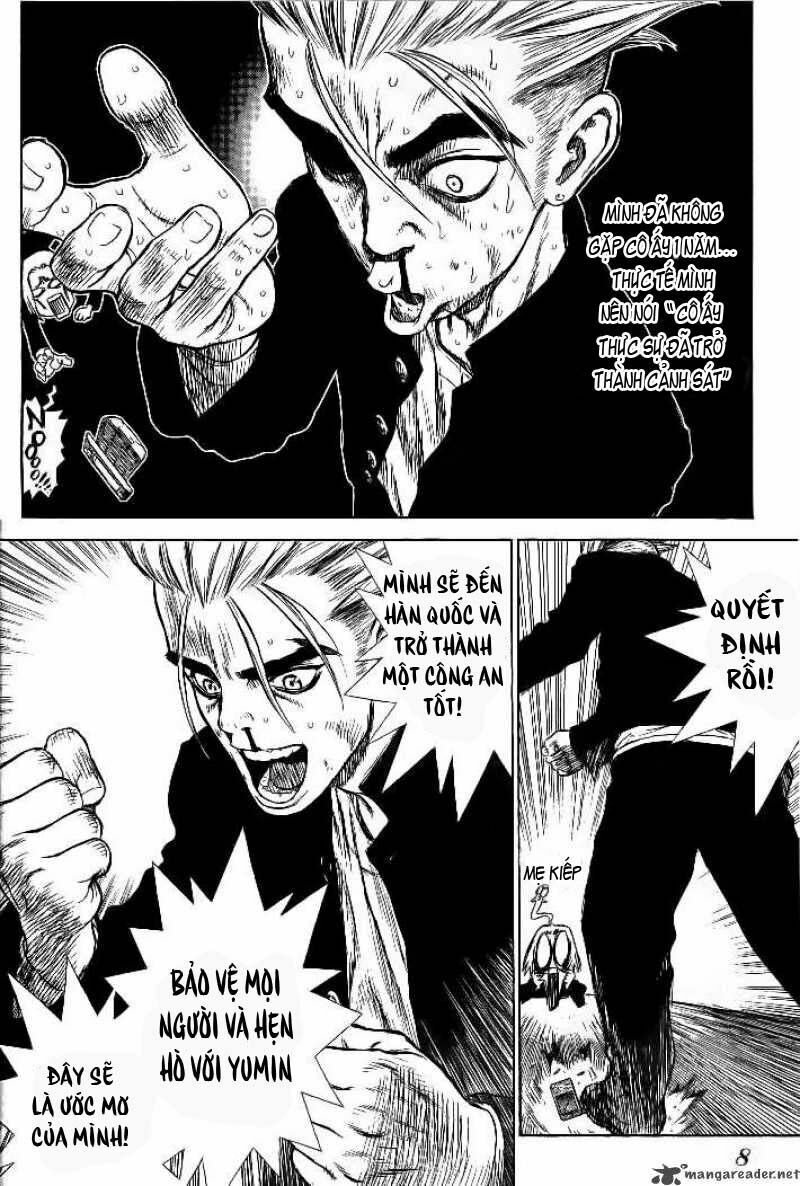 MÌNH ĐÃ KHÔNG
GẶP CÔ ẤY 1 NĂM...
THỰC TẾ MÌNH
NÊN NÓI "CÔ ẤY
THỰC SỰ ĐÃ TRỞ
THÀNH CẢNH SÁT"
NOOO!!!
QUYẾT
ĐỊNH
RỒI!
MẸ KIẾP
MÌNH SẼ ĐẾN
HÀN QUỐC VÀ
TRỞ THÀNH
MỘT CÔNG AN
TỐT!
BẢO VỆ MỌI
NGƯỜI VÀ HẸN
HÒ VỚI YUMIN
ĐÂY SẼ
LÀ ƯỚC MƠ
CỦA MÌNH!
8
mangareader.net